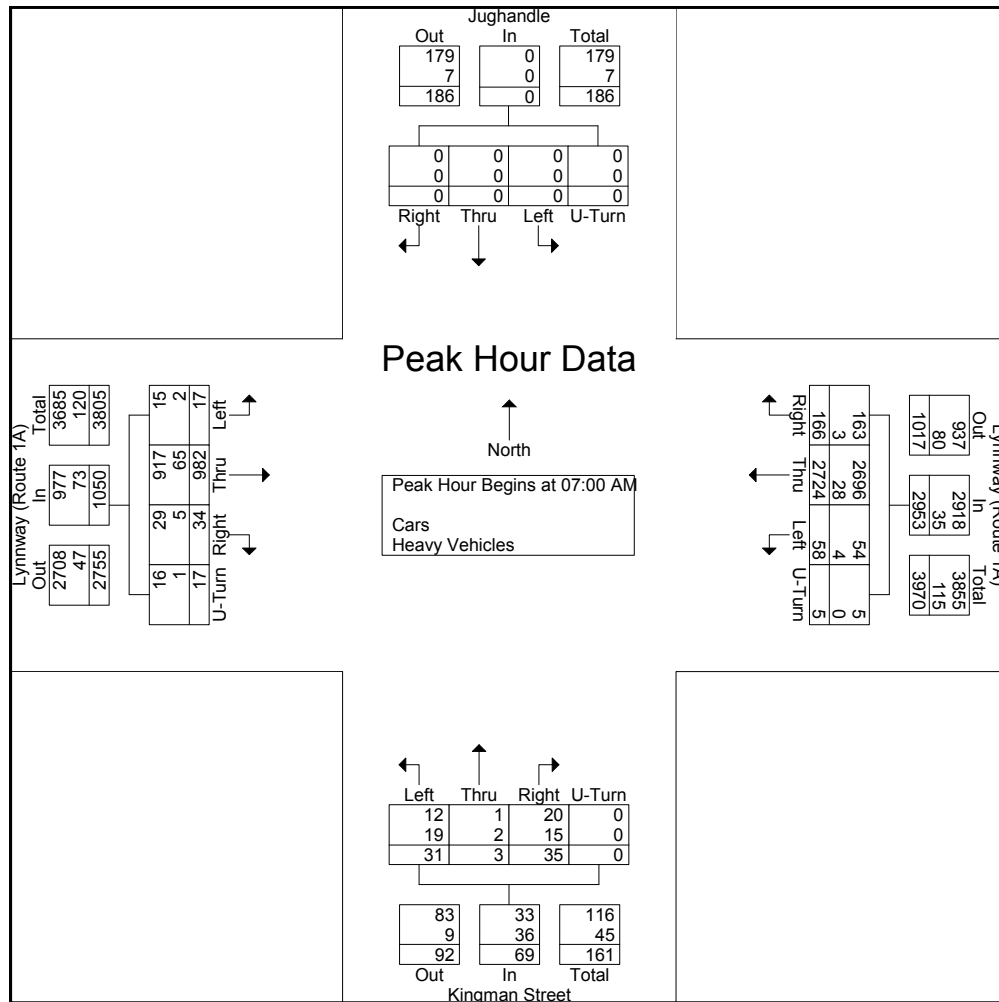 Jughandle
Out In Total
179 0 179
7 0 7
186 0 186
0 0 0 0
0 0 0 0
0 0 0 0
Right Thru Left U-Turn
Peak Hour Data
North
Peak Hour Begins at 07:00 AM
Cars
Heavy Vehicles
Lynnway (Route 1A)
Out In Total
2708 977 3685
47 73 120
2755 1050 3805
U-Turn Right Thru Left
16 29 917 15
1 5 65 2
17 34 982 17
Lynnway (Route 1A)
Out In Total
937 2918 3855
80 35 115
1017 2953 3970
163 2696 54 5
3 28 4 0
166 2724 58 5
Right Thru Left U-Turn
Left Thru Right U-Turn
12 1 20 0
19 2 15 0
31 3 35 0
83 33 116
9 36 45
92 69 161
Out In Total
Kingman Street